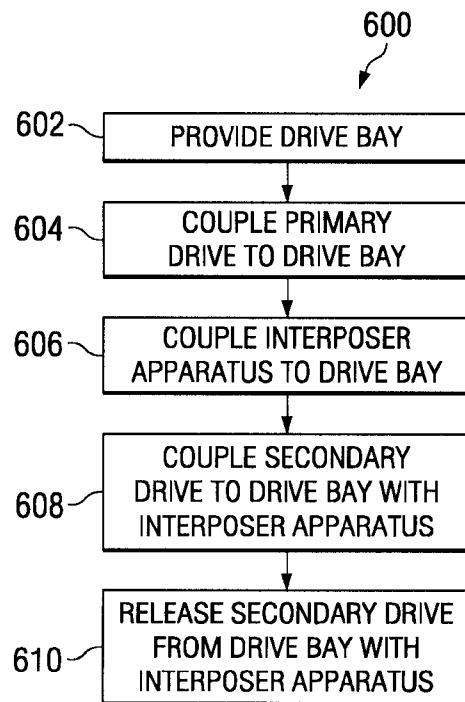 600
602
PROVIDE DRIVE BAY
604
COUPLE PRIMARY
DRIVE TO DRIVE BAY
606
COUPLE INTERPOSER
APPARATUS TO DRIVE BAY
608
COUPLE SECONDARY
DRIVE TO DRIVE BAY WITH
INTERPOSER APPARATUS
610
RELEASE SECONDARY DRIVE
FROM DRIVE BAY WITH
INTERPOSER APPARATUS